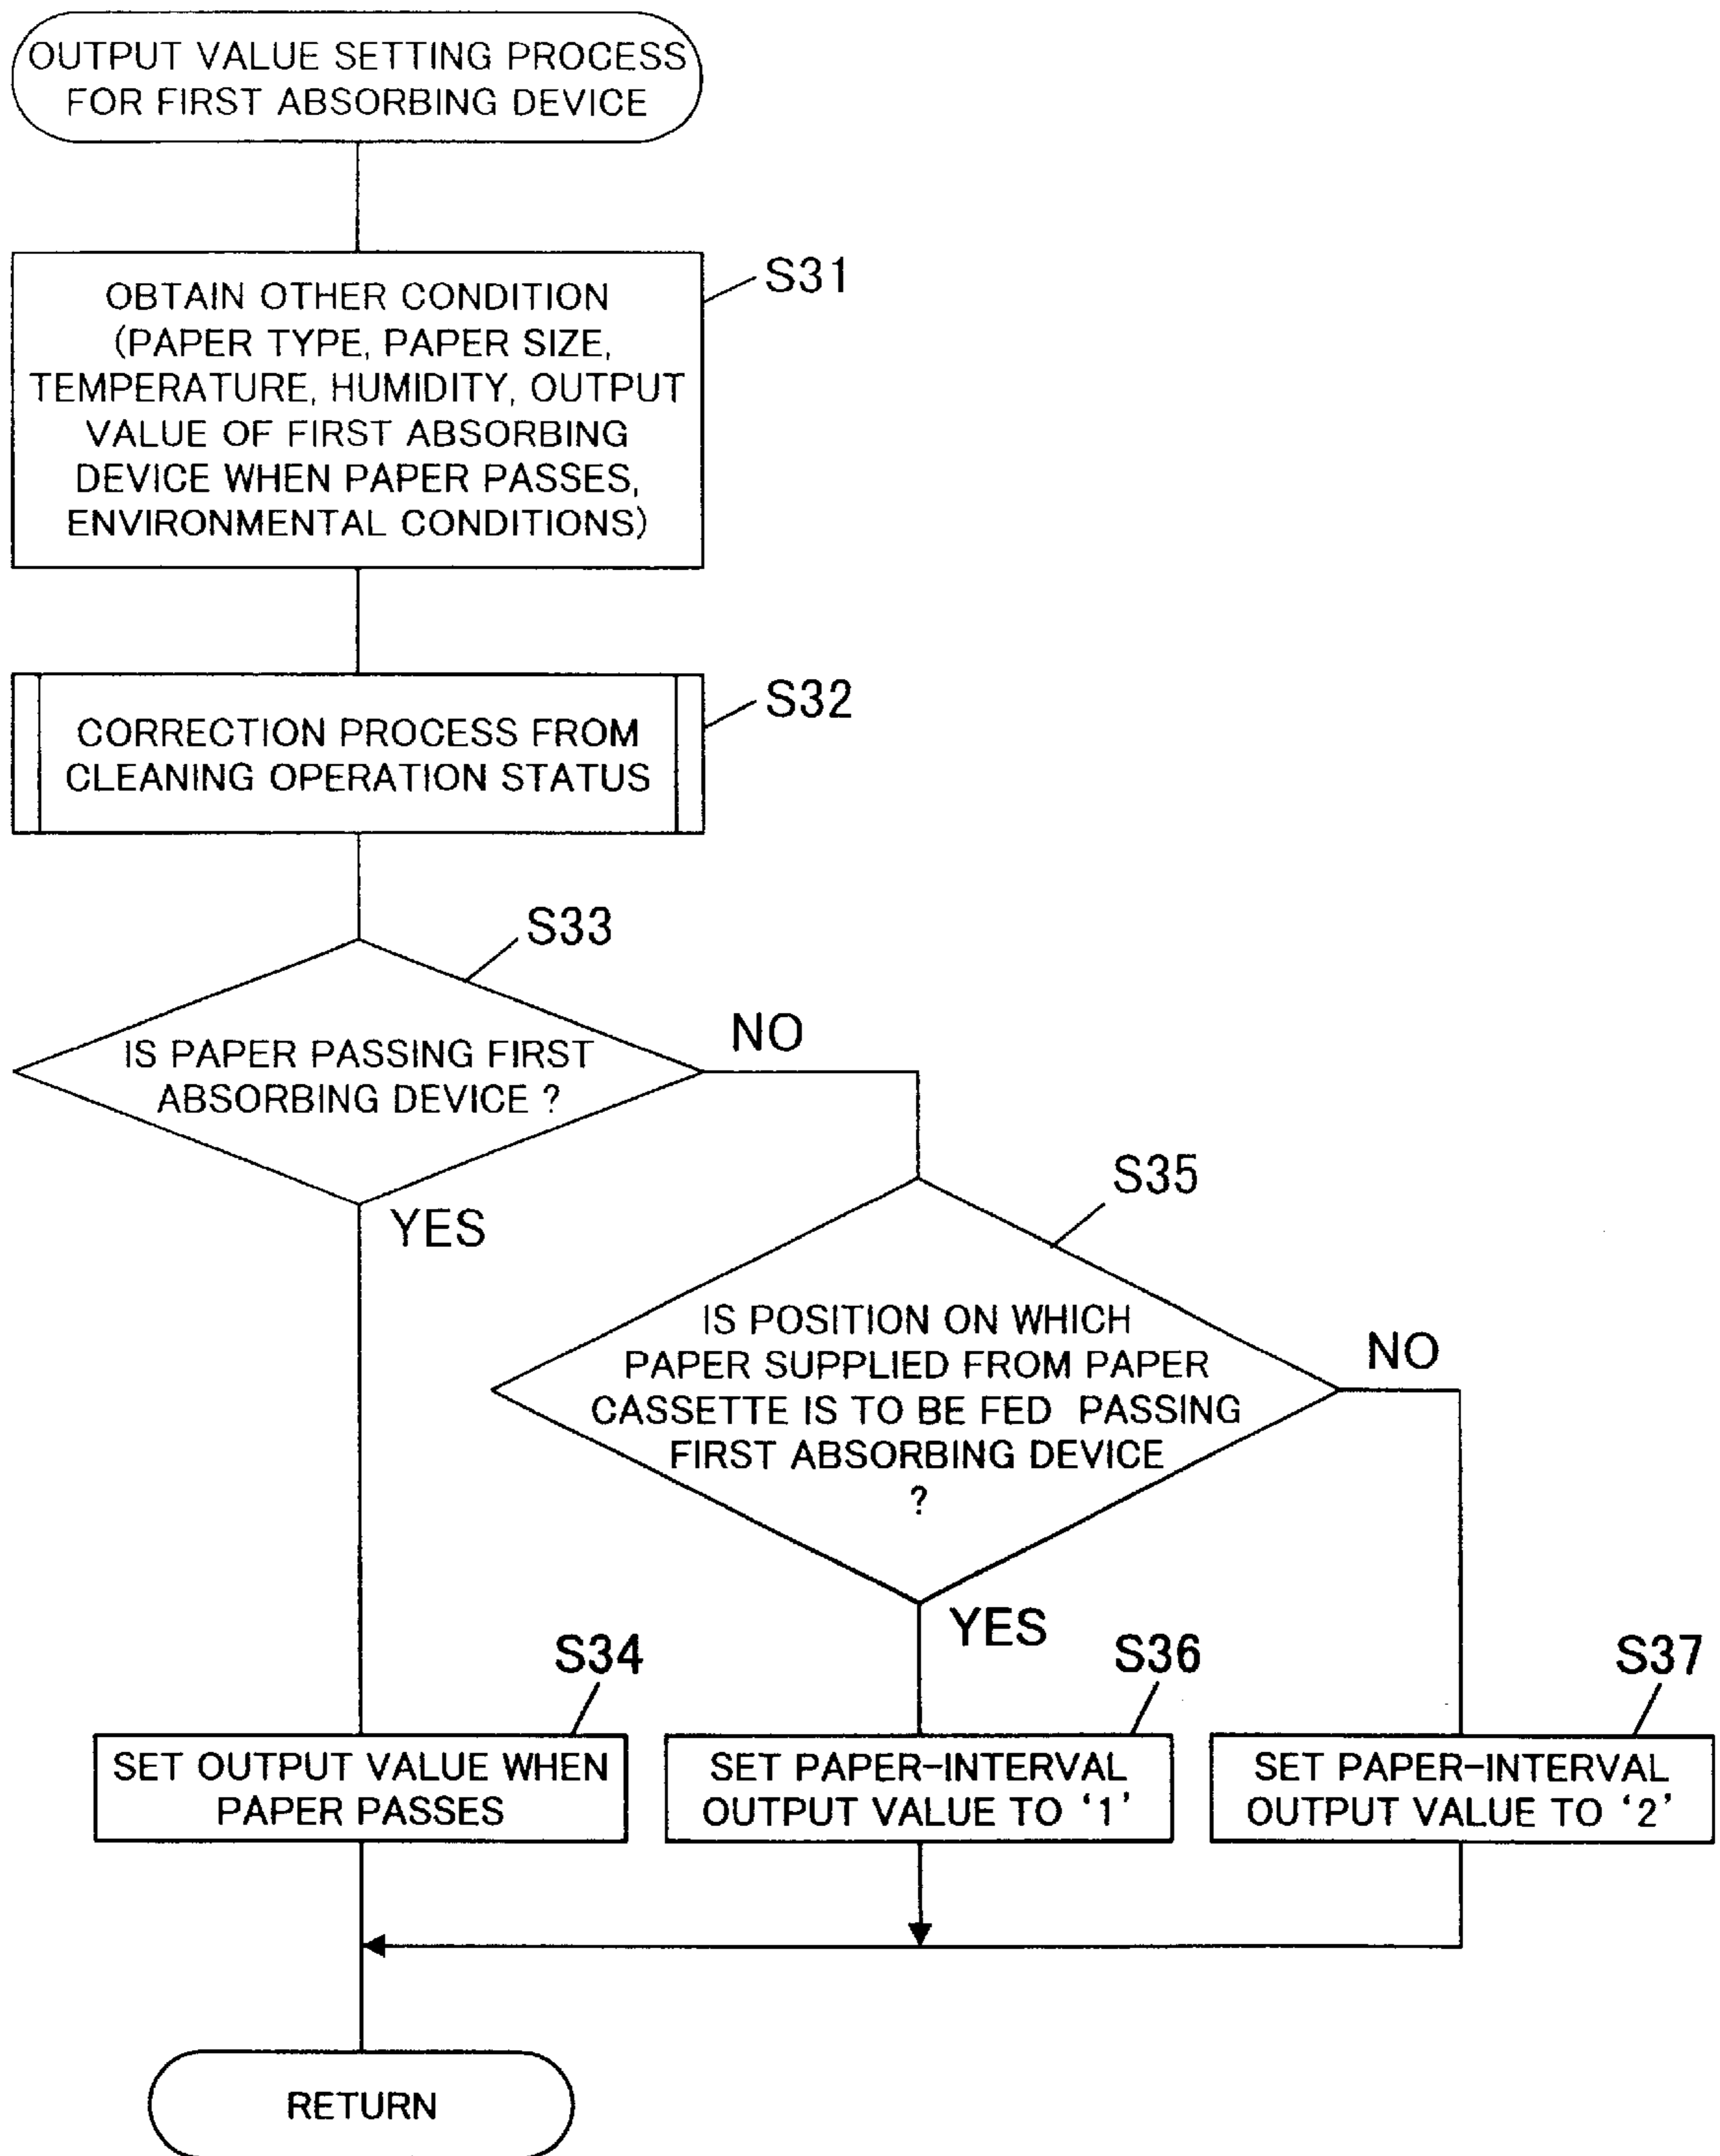 OUTPUT VALUE SETTING PROCESS
FOR FIRST ABSORBING DEVICE
S31
OBTAIN OTHER CONDITION
(PAPER TYPE, PAPER SIZE,
TEMPERATURE, HUMIDITY, OUTPUT
VALUE OF FIRST ABSORBING
DEVICE WHEN PAPER PASSES,
ENVIRONMENTAL CONDITIONS)
S32
CORRECTION PROCESS FROM
CLEANING OPERATION STATUS
S33
IS PAPER PASSING FIRST
ABSORBING DEVICE ?
NO
YES
S35
IS POSITION ON WHICH
PAPER SUPPLIED FROM PAPER
CASSETTE IS TO BE FED PASSING
FIRST ABSORBING DEVICE
?
NO
YES
S34
SET OUTPUT VALUE WHEN
PAPER PASSES
S36
SET PAPER-INTERVAL
OUTPUT VALUE TO ‘1’
S37
SET PAPER-INTERVAL
OUTPUT VALUE TO ‘2’
RETURN